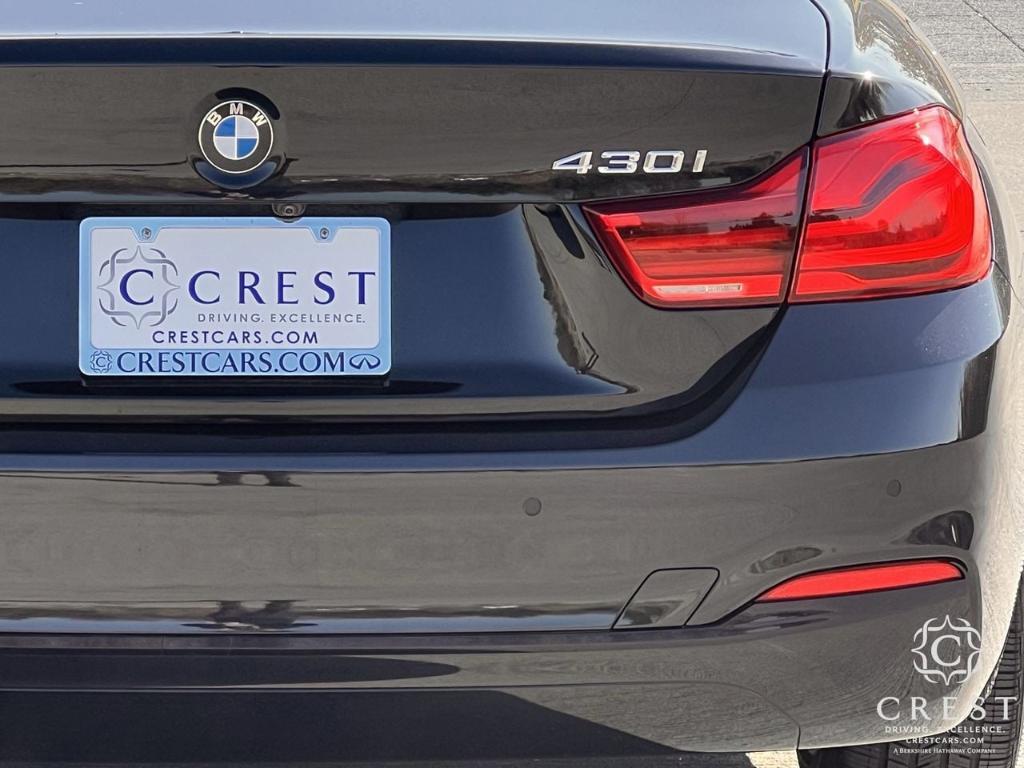 BMW
430i
C CREST
DRIVING. EXCELLENCE.
CRESTCARS.COM
CRESTCARS.COM
C
CREST
DRIVING. EXCELLENCE.
CRESTCARS.COM
A BERKSHIRE HATHAWAY COMPANY